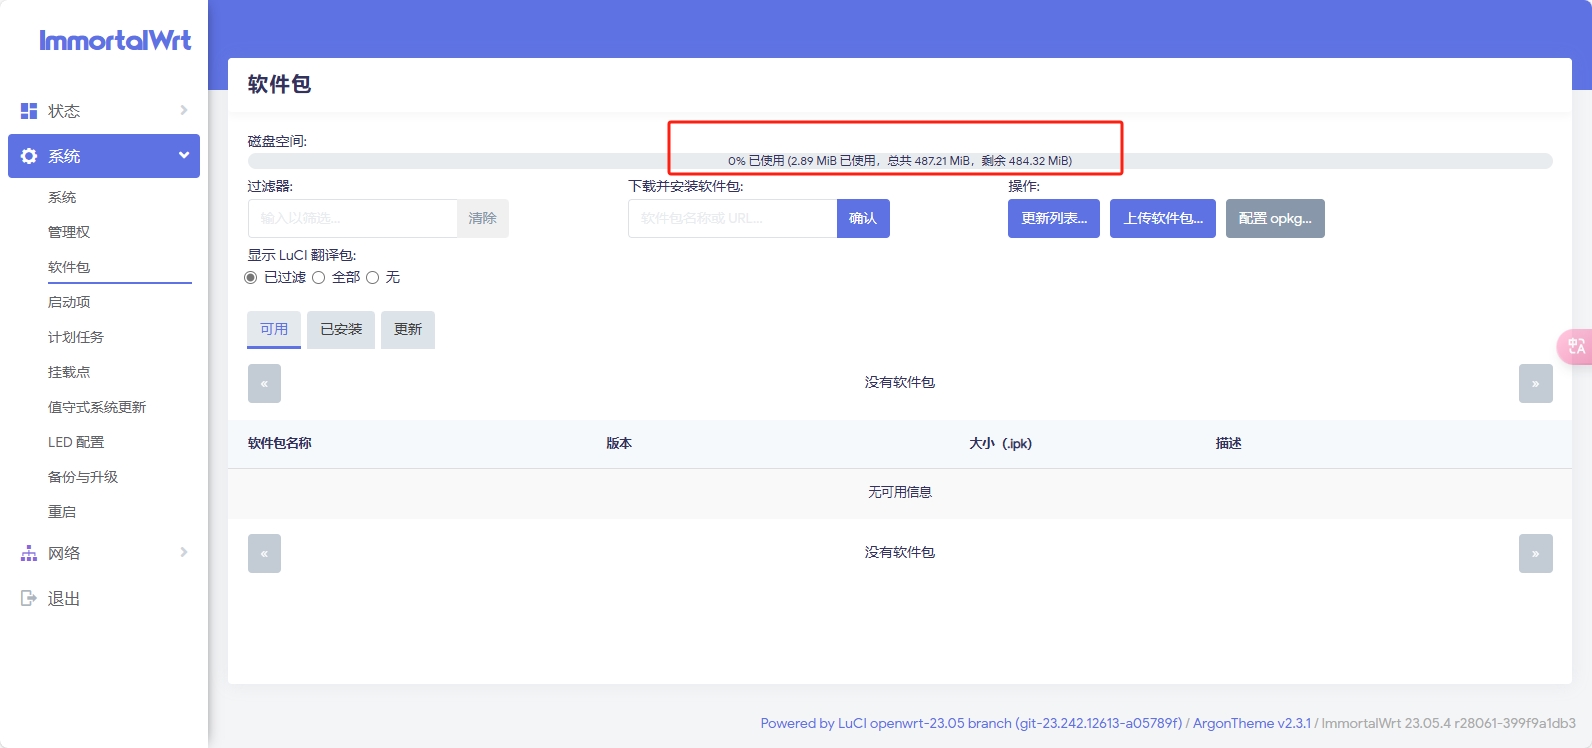 ImmortalWrt
状态
系统
系统
管理权
软件包
启动项
计划任务
挂载点
值守式系统更新
LED 配置
备份与升级
重启
网络
退出
软件包
磁盘空间:
0% 已使用 (2.89 MiB 已使用，总共 487.21 MiB，剩余 484.32 MiB)
过滤器: 下载并安装软件包: 操作:
输入以筛选... 清除 软件包名称或 URL... 确认 更新列表... 上传软件包... 配置 opkg...
显示 LuCI 翻译包:
已过滤 全部 无
可用 已安装 更新
« 没有软件包 »
软件包名称 版本 大小（.ipk） 描述
无可用信息
« 没有软件包 »
Powered by LuCI openwrt-23.05 branch (git-23.242.12613-a05789f) / ArgonTheme v2.3.1 / ImmortalWrt 23.05.4 r28061-399f9a1db3
中 A